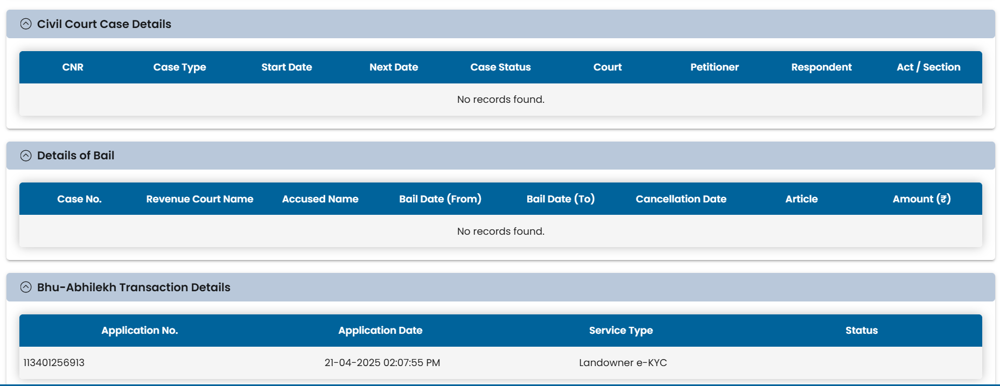 Civil Court Case Details
CNR Case Type Start Date Next Date Case Status Court Petitioner Respondent Act / Section
No records found.
Details of Bail
Case No. Revenue Court Name Accused Name Bail Date (From) Bail Date (To) Cancellation Date Article Amount (₹)
No records found.
Bhu-Abhilekh Transaction Details
Application No. Application Date Service Type Status
113401256913 21-04-2025 02:07:55 PM Landowner e-KYC